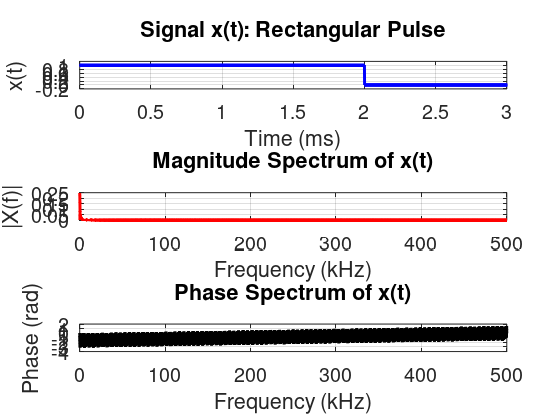 Signal x(t): Rectangular Pulse
x(t)
1
-0.2
0 0.5 1 1.5 2 2.5 3
Time (ms)
Magnitude Spectrum of x(t)
|X(f)|
0.25
0
0 100 200 300 400 500
Frequency (kHz)
Phase Spectrum of x(t)
Phase (rad)
2
-4
0 100 200 300 400 500
Frequency (kHz)